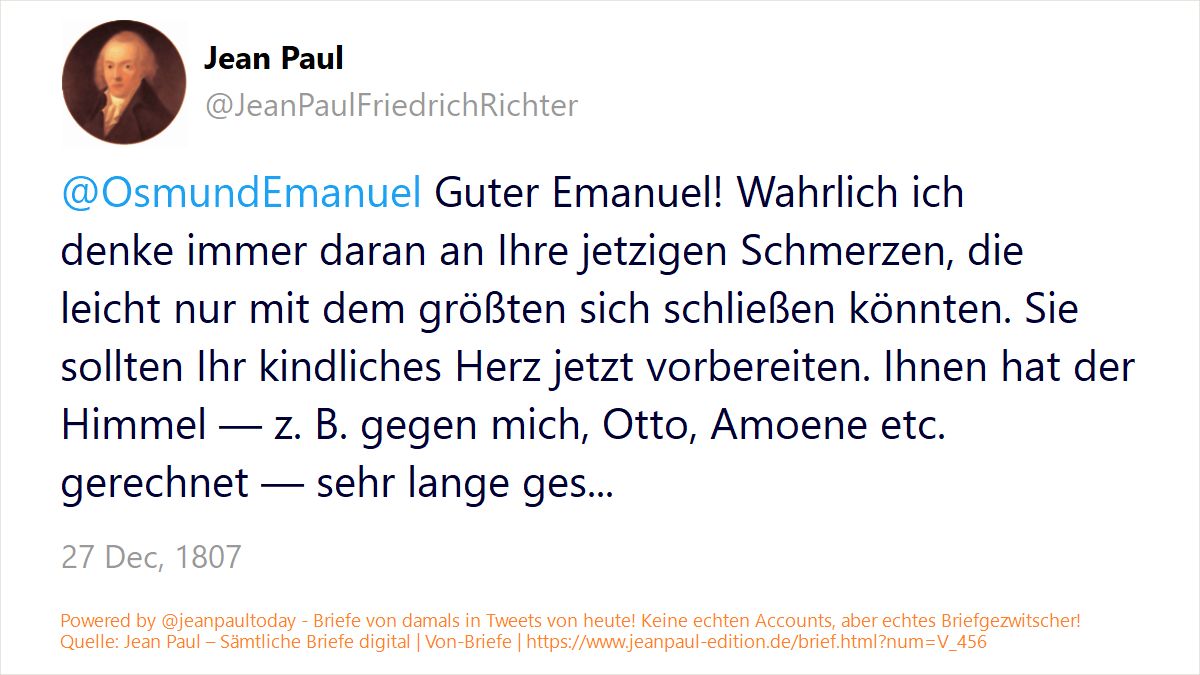 Jean Paul
@JeanPaulFriedrichRichter
@OsmundEmanuel Guter Emanuel! Wahrlich ich
denke immer daran an Ihre jetzigen Schmerzen, die
leicht nur mit dem größten sich schließen könnten. Sie
sollten Ihr kindliches Herz jetzt vorbereiten. Ihnen hat der
Himmel — z. B. gegen mich, Otto, Amoene etc.
gerechnet — sehr lange ges...
27 Dec, 1807
Powered by @jeanpaultoday - Briefe von damals in Tweets von heute! Keine echten Accounts, aber echtes Briefgezwitscher!
Quelle: Jean Paul – Sämtliche Briefe digital | Von-Briefe | https://www.jeanpaul-edition.de/brief.html?num=V_456